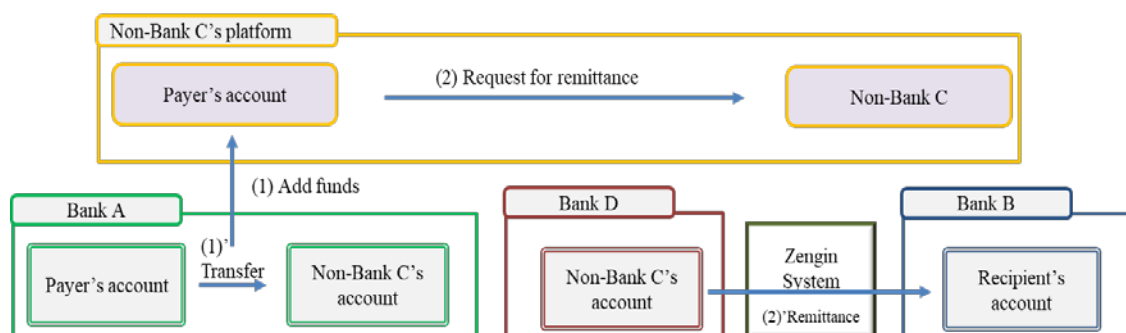 Non-Bank C's platform
Payer's account
(2) Request for remittance
Non-Bank C
(1) Add funds
Bank A
Bank D
Bank B
Payer's account
(1)'
Transfer
Non-Bank C's
account
Non-Bank C's
account
Zengin
System
(2)'Remittance
Recipient's
account